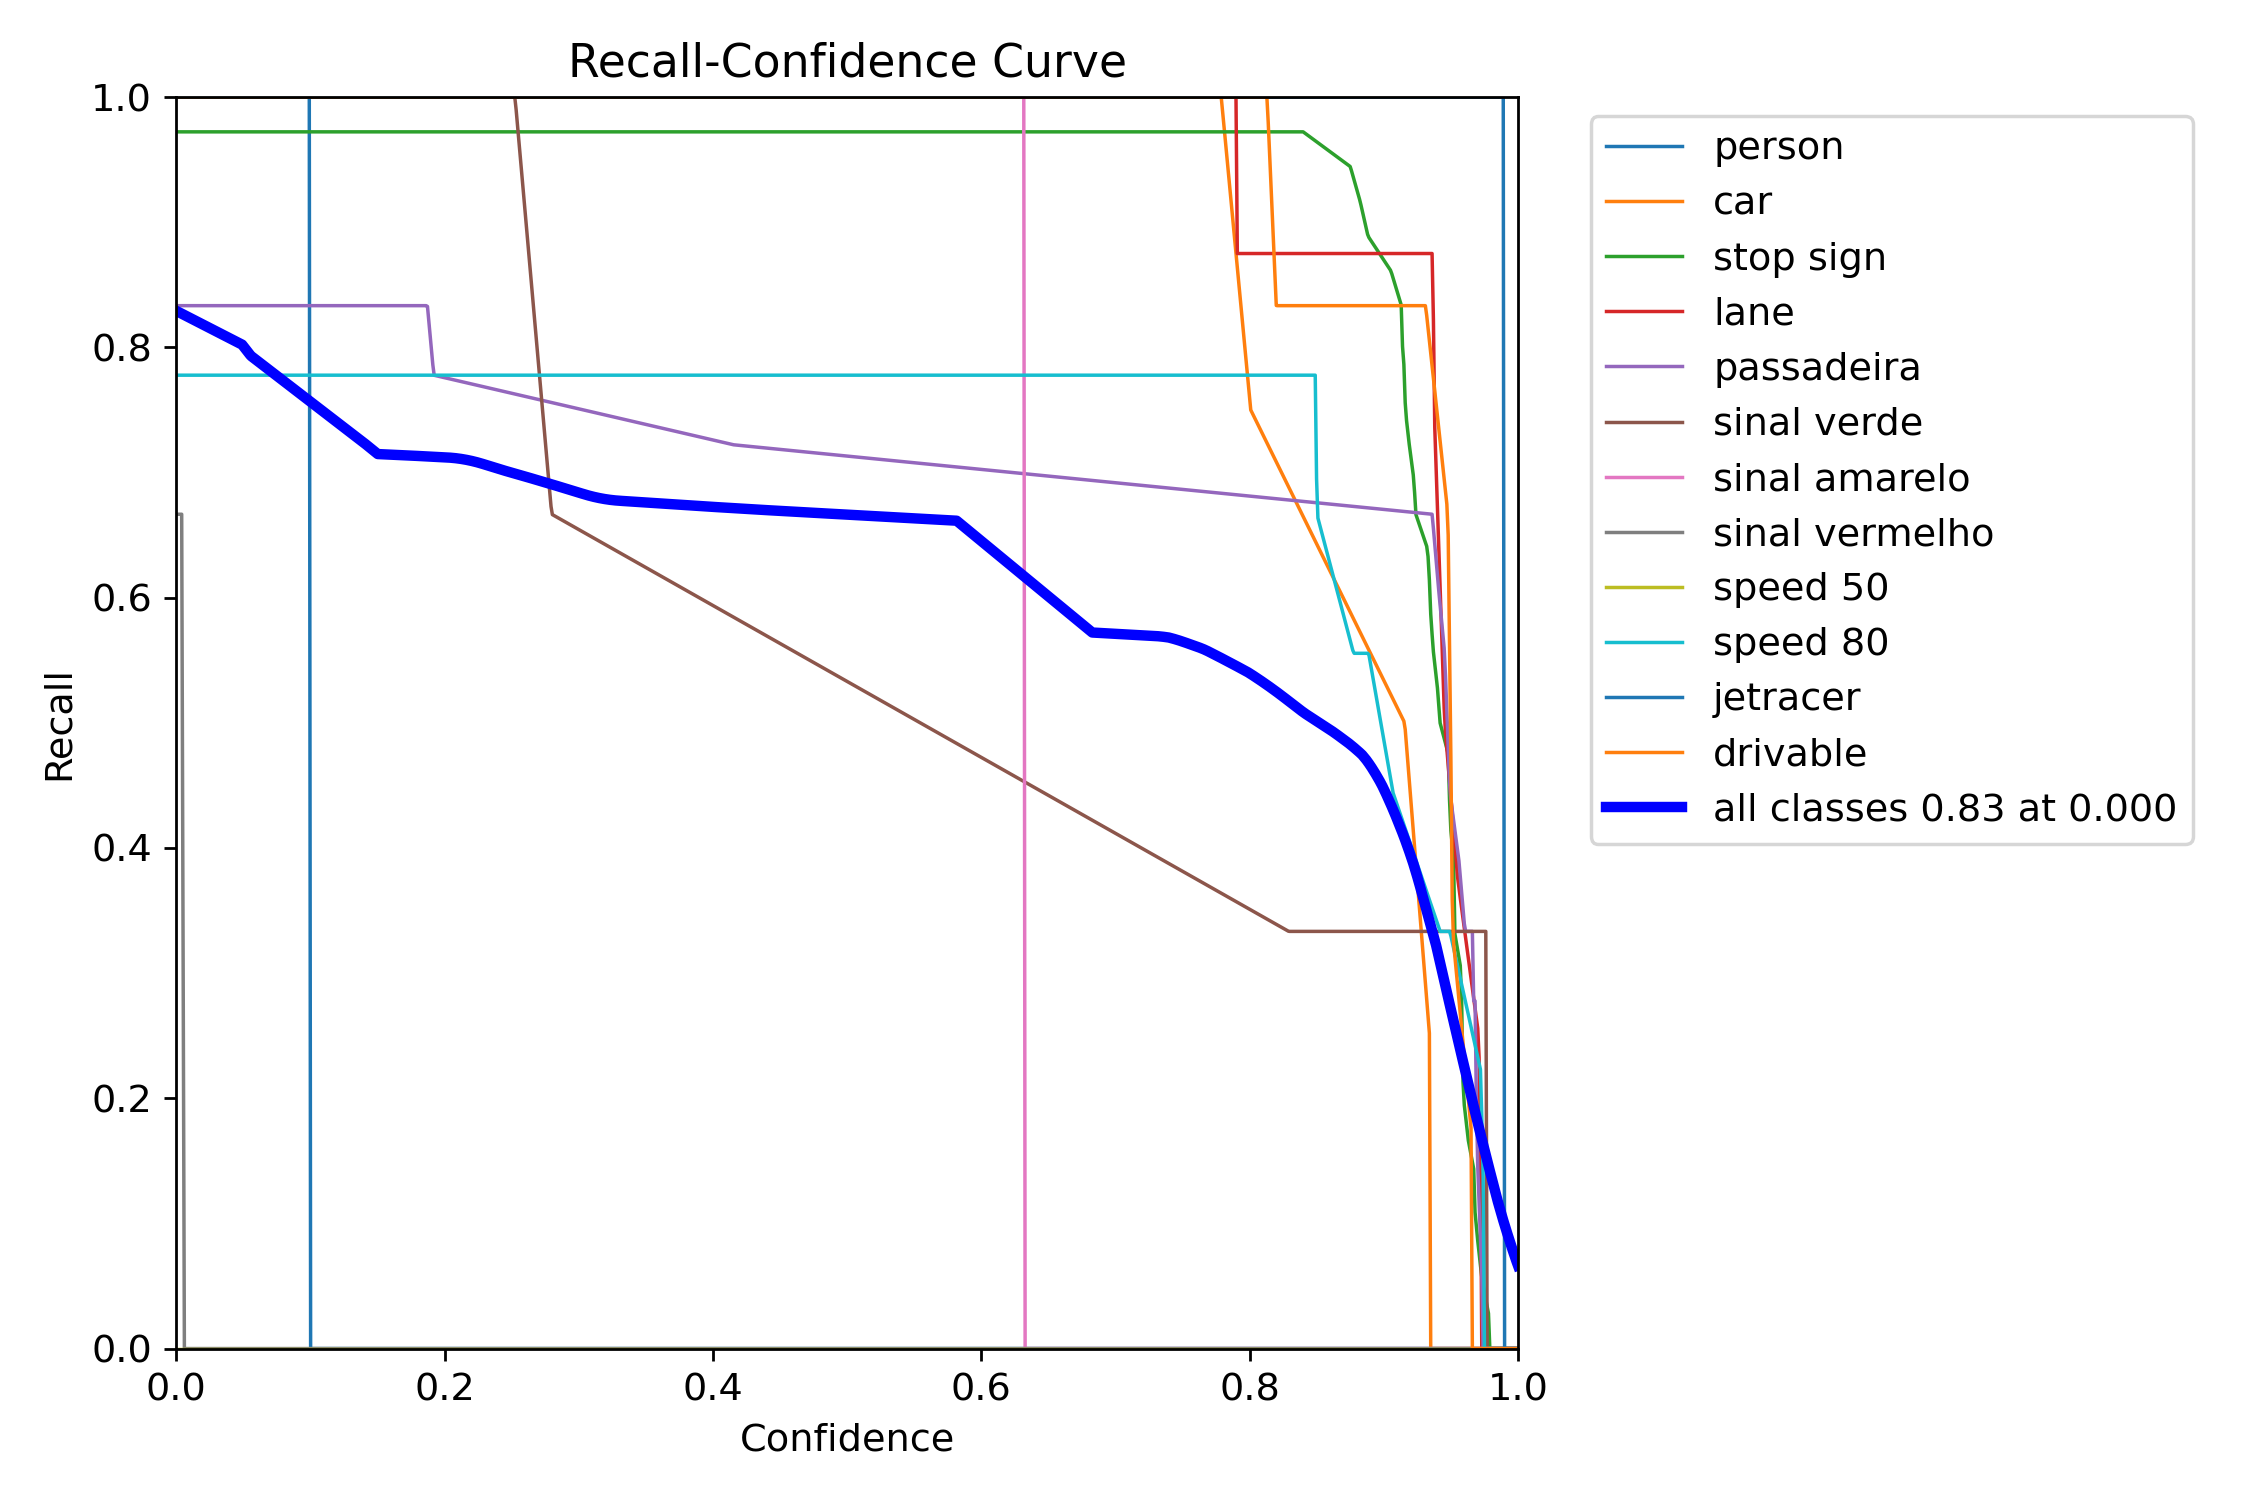 Recall-Confidence Curve
1.0
0.8
0.6
0.4
0.2
0.0
Recall
0.0 0.2 0.4 0.6 0.8 1.0
Confidence
person
car
stop sign
lane
passadeira
sinal verde
sinal amarelo
sinal vermelho
speed 50
speed 80
jetracer
drivable
all classes 0.83 at 0.000